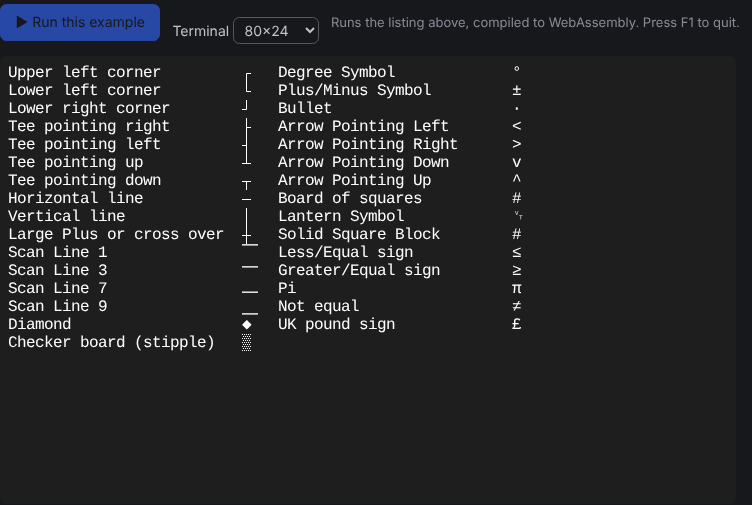 ▶ Run this example Terminal 80×24 Runs the listing above, compiled to WebAssembly. Press F1 to quit.
Upper left corner ┌ Degree Symbol °
Lower left corner └ Plus/Minus Symbol ±
Lower right corner ┘ Bullet ·
Tee pointing right ├ Arrow Pointing Left <
Tee pointing left ┤ Arrow Pointing Right >
Tee pointing up ┴ Arrow Pointing Down v
Tee pointing down ┬ Arrow Pointing Up ^
Horizontal line ─ Board of squares #
Vertical line │ Lantern Symbol ␋
Large Plus or cross over ┼ Solid Square Block #
Scan Line 1 ⎺ Less/Equal sign ≤
Scan Line 3 ⎻ Greater/Equal sign ≥
Scan Line 7 ⎼ Pi π
Scan Line 9 ⎽ Not equal ≠
Diamond ◆ UK pound sign £
Checker board (stipple) ▒